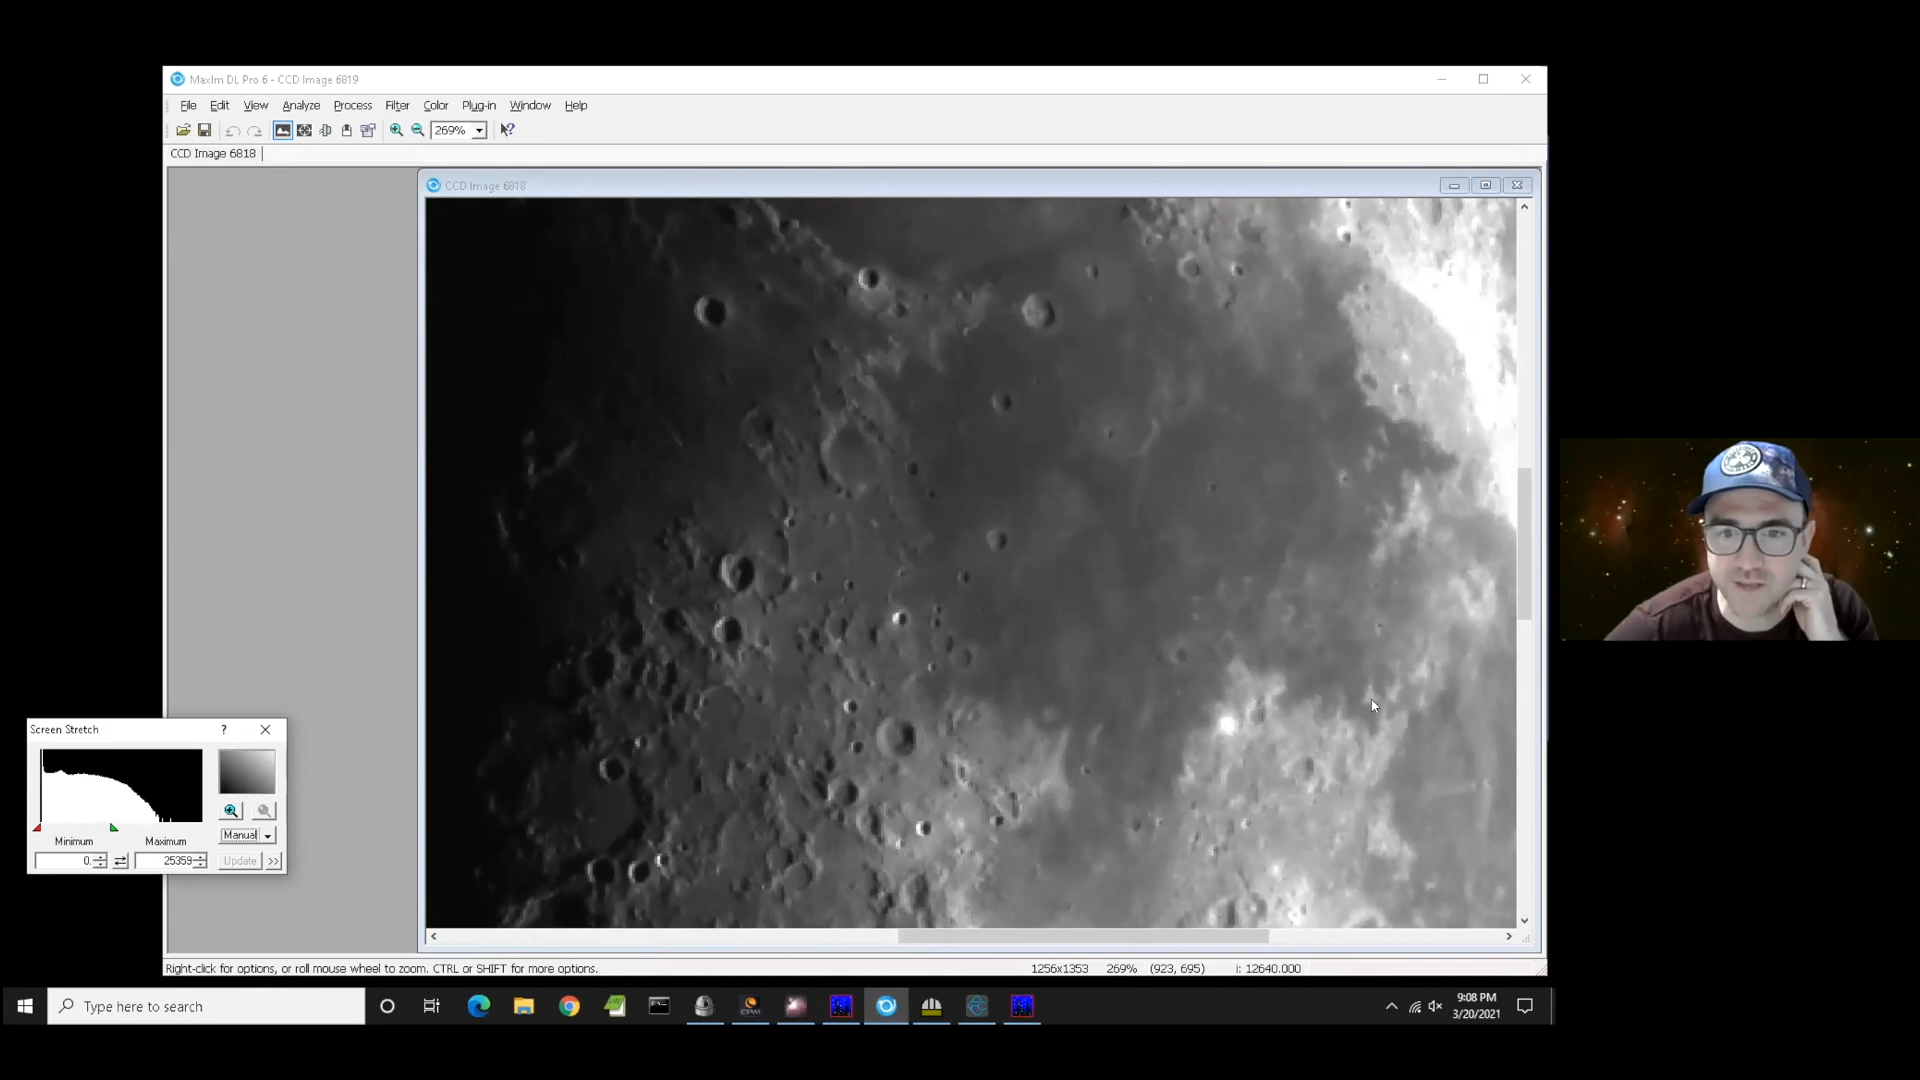 MaxIm DL Pro 6 - CCD Image 6819
File Edit View Analyze Process Filter Color Plug-in Window Help
269%
CCD Image 6818
CCD Image 6818
Screen Stretch
?
Manual
Minimum Maximum
0. 25359
Update >>
Right-click for options, or roll mouse wheel to zoom. CTRL or SHIFT for more options. 1256x1353 269% (923, 695) i: 12640.000
Type here to search
CPWI
9:08 PM
3/20/2021